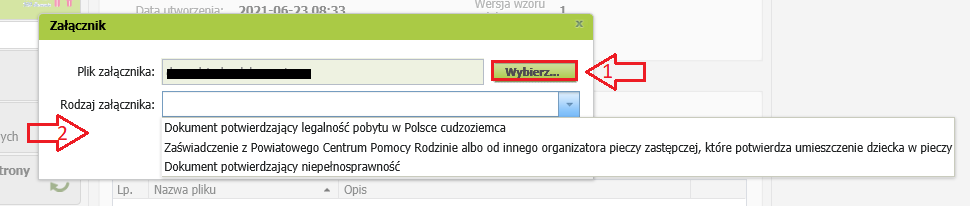 Data utworzenia: 2021-06-23 08:33
Wersja wzoru
1
Załącznik
×
Plik załącznika:
Wybierz...
1
Rodzaj załącznika:
2
Dokument potwierdzający legalność pobytu w Polsce cudzoziemca
Zaświadczenie z Powiatowego Centrum Pomocy Rodzinie albo od innego organizatora pieczy zastępczej, które potwierdza umieszczenie dziecka w pieczy
Dokument potwierdzający niepełnosprawność
ych
trony
Lp.
Nazwa pliku
Opis